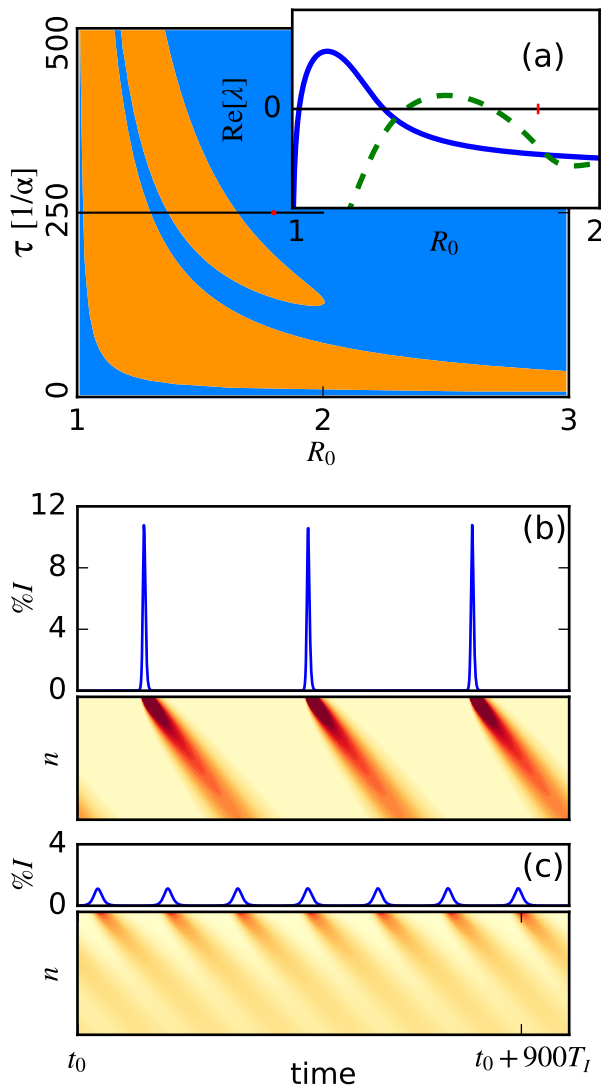 500
250
0
τ [1/α]
1 2 3
R₀
(a)
Re[λ]
0
1 2
R₀
(b)
12
8
4
0
%I
n
(c)
4
0
%I
n
t₀ time t₀ + 900T_I